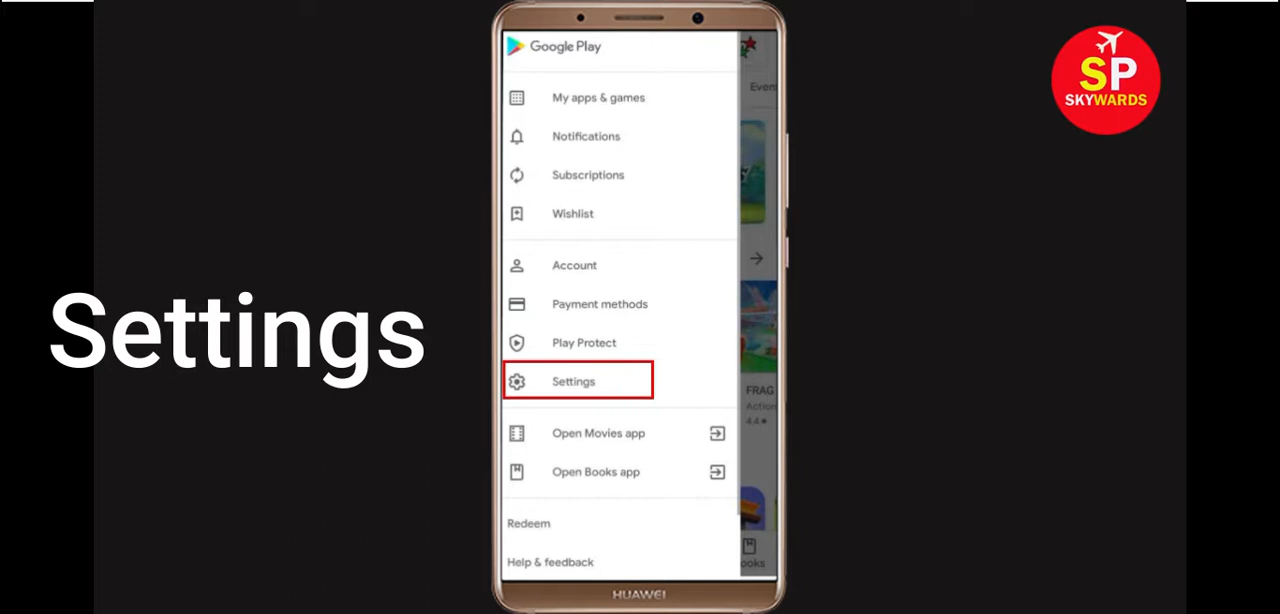 Google Play
My apps & games
Notifications
Subscriptions
Wishlist
Account
Payment methods
Play Protect
Settings
Open Movies app
Open Books app
Redeem
Help & feedback
Even
FRAG
Action
4.4★
ooks
HUAWEI
Settings
SP
SKYWARDS